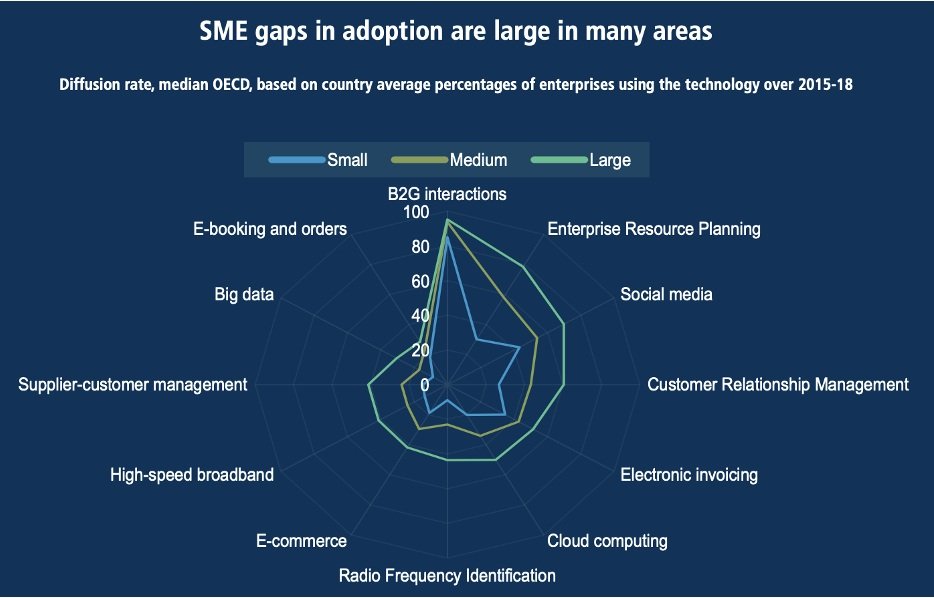 SME gaps in adoption are large in many areas
Diffusion rate, median OECD, based on country average percentages of enterprises using the technology over 2015-18
Small Medium Large
B2G interactions
100
E-booking and orders
Enterprise Resource Planning
80
60
Big data
Social media
40
20
Supplier-customer management
0
Customer Relationship Management
High-speed broadband
Electronic invoicing
E-commerce
Cloud computing
Radio Frequency Identification